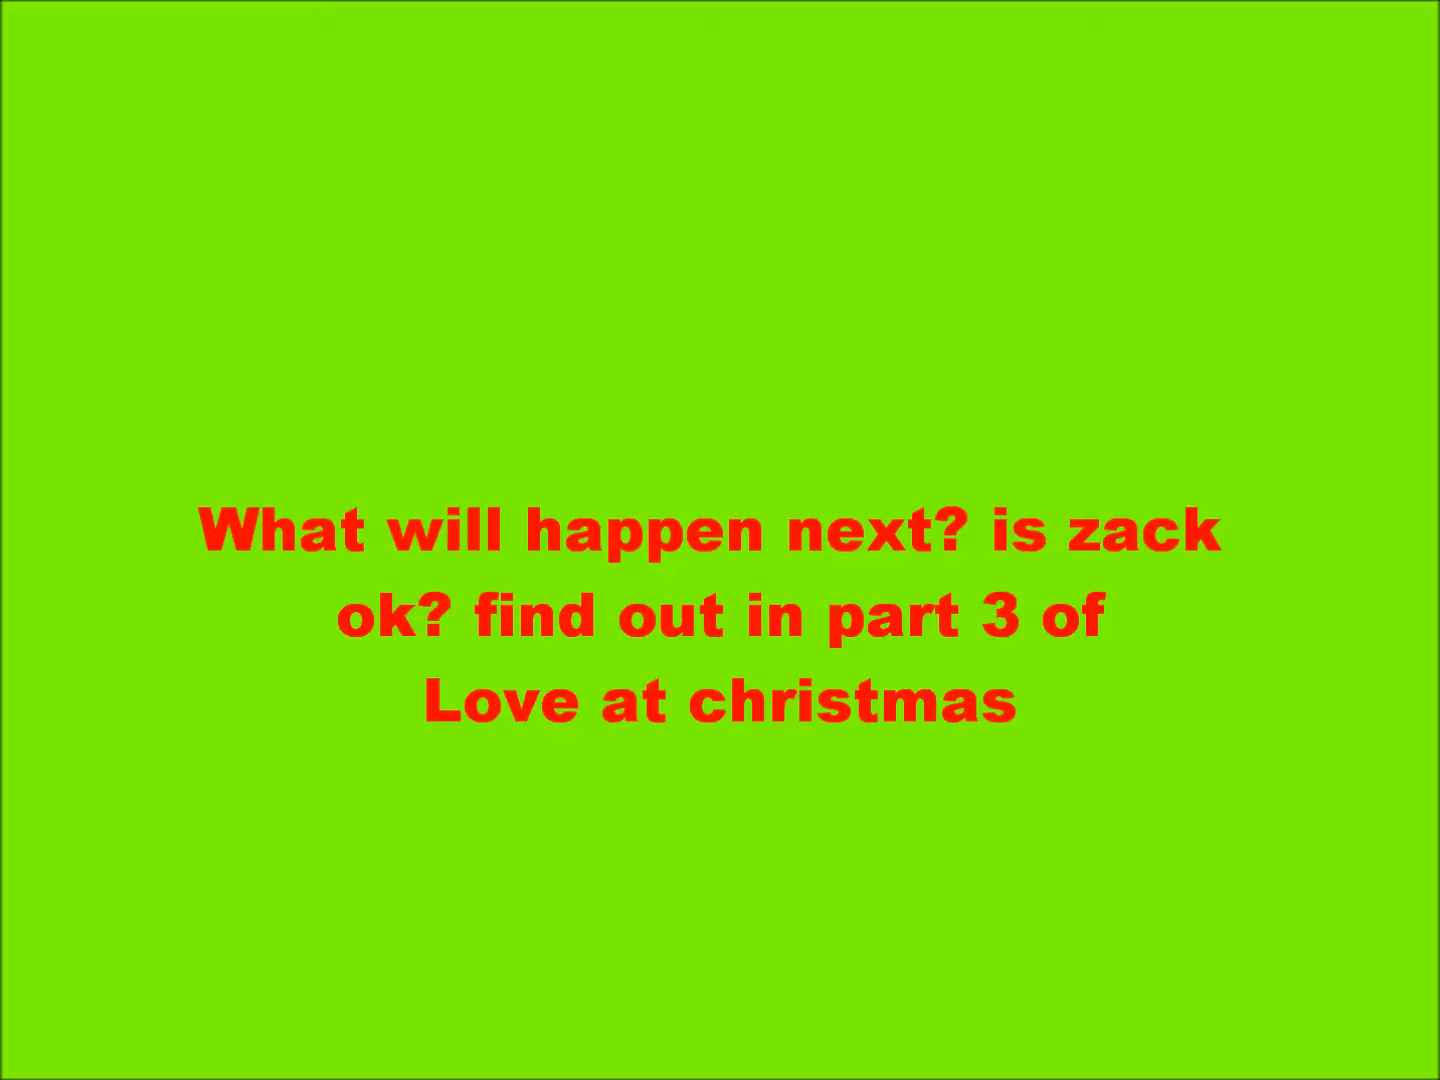 What will happen next? is zack
ok? find out in part 3 of
Love at christmas